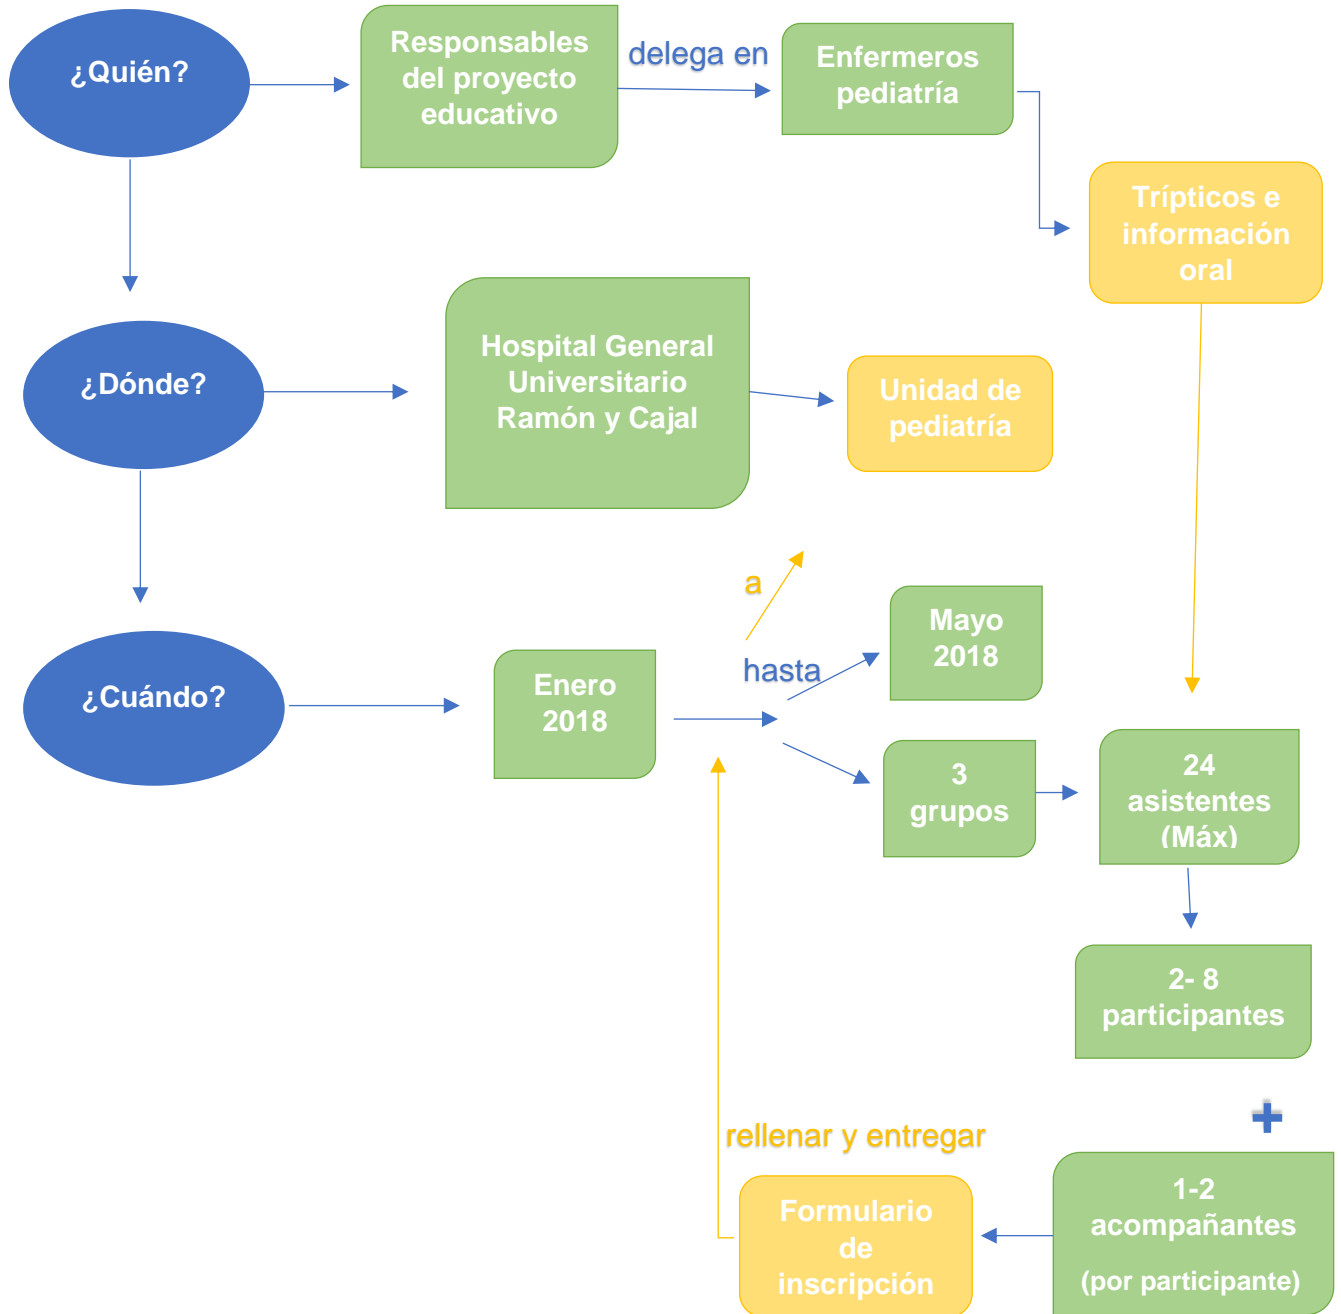 ¿Quién?
Responsables
del proyecto
educativo
delega en
Enfermeros
pediatría
Trípticos e
información
oral
¿Dónde?
Hospital General
Universitario
Ramón y Cajal
Unidad de
pediatría
a
¿Cuándo?
Enero
2018
hasta
Mayo
2018
3
grupos
24
asistentes
(Máx)
2- 8
participantes
+
1-2
acompañantes
(por participante)
rellenar y entregar
Formulario
de
inscripción